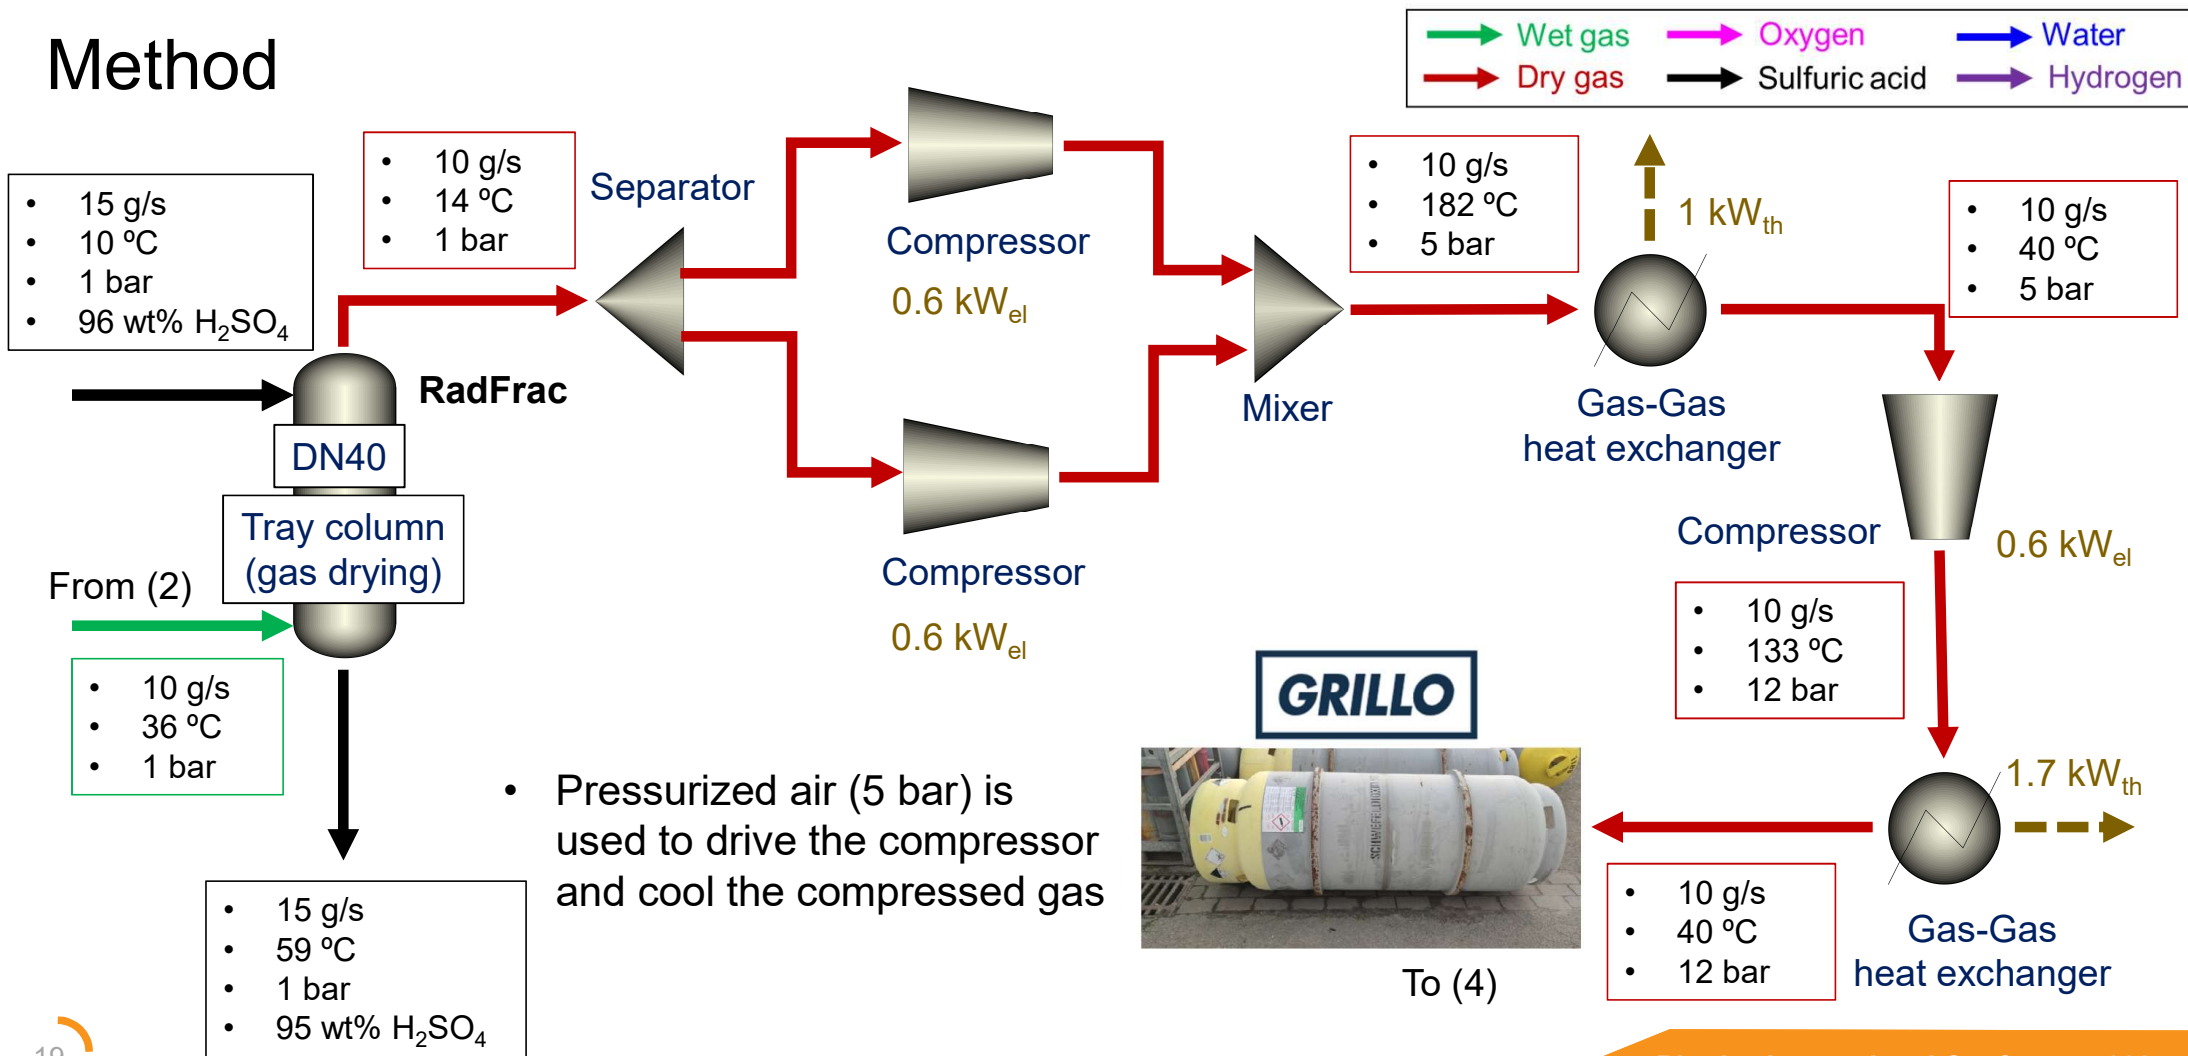 Method
Wet gas
Oxygen
Water
Dry gas
Sulfuric acid
Hydrogen
• 15 g/s
• 10 ºC
• 1 bar
• 96 wt% H₂SO₄
• 10 g/s
• 14 ºC
• 1 bar
Separator
Compressor
0.6 kWel
• 10 g/s
• 182 ºC
• 5 bar
1 kWth
• 10 g/s
• 40 ºC
• 5 bar
RadFrac
DN40
Tray column
(gas drying)
Mixer
Gas-Gas
heat exchanger
From (2)
• 10 g/s
• 36 ºC
• 1 bar
Compressor
0.6 kWel
Compressor
0.6 kWel
• 10 g/s
• 133 ºC
• 12 bar
GRILLO
• Pressurized air (5 bar) is
used to drive the compressor
and cool the compressed gas
1.7 kWth
• 10 g/s
• 40 ºC
• 12 bar
Gas-Gas
heat exchanger
To (4)
• 15 g/s
• 59 ºC
• 1 bar
• 95 wt% H₂SO₄
19